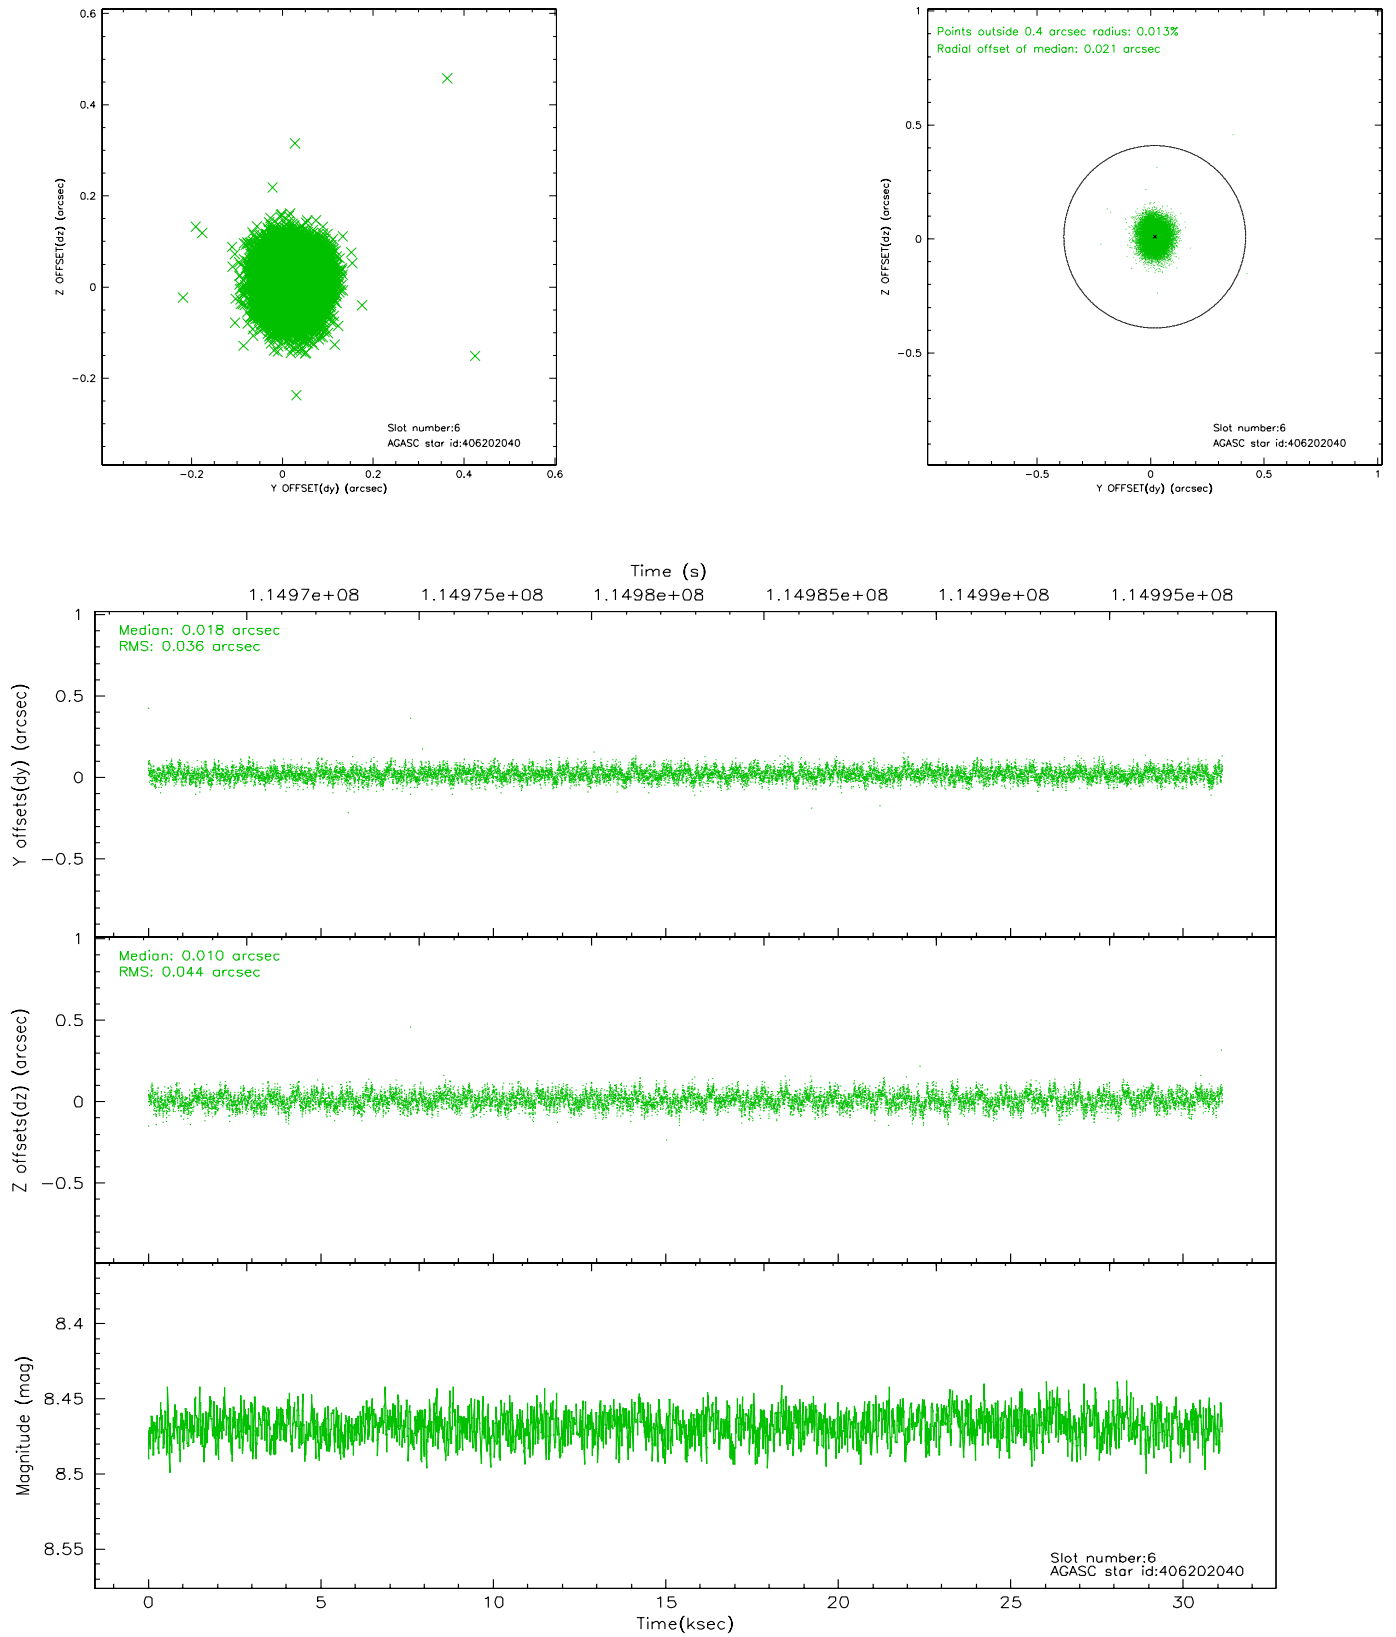 0.6
0.4
0.2
0
−0.2
−0.2 0 0.2 0.4 0.6
Z OFFSET(dz) (arcsec)
Y OFFSET(dy) (arcsec)
Slot number:6
AGASC star id:406202040
Points outside 0.4 arcsec radius: 0.013%
Radial offset of median: 0.021 arcsec
1
0.5
0
−0.5
−0.5 0 0.5 1
Z OFFSET(dz) (arcsec)
Y OFFSET(dy) (arcsec)
Slot number:6
AGASC star id:406202040
Time (s)
1.1497e+08 1.14975e+08 1.1498e+08 1.14985e+08 1.1499e+08 1.14995e+08
Median: 0.018 arcsec
RMS: 0.036 arcsec
1
0.5
0
−0.5
Y offsets(dy) (arcsec)
Median: 0.010 arcsec
RMS: 0.044 arcsec
1
0.5
0
−0.5
Z offsets(dz) (arcsec)
8.4
8.45
8.5
8.55
Magnitude (mag)
Slot number:6
AGASC star id:406202040
0 5 10 15 20 25 30
Time(ksec)